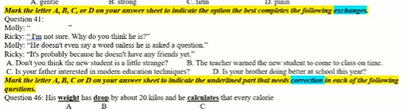 A. gentle B. strong C. firm D. plain
Mark the letter A, B, C, or D on your answer sheet to indicate the option the best completes the following exchanges.
Question 41:
Molly: "          "
Ricky: "I'm not sure. Why do you think he is?"
Molly: "He doesn't even say a word unless he is asked a question."
Ricky: "It's probably because he doesn't have any friends yet."
A. Don't you think the new student is a little strange? B. The teacher warned the new student to come to class on time.
C. Is your father interested in modern education techniques? D. Is your brother doing better at school this year?
Mark the letter A, B, C or D on your answer sheet to indicate the underlined part that needs correction in each of the following
questions.
Question 46: His weight has drop by about 20 kilos and he calculates that every calorie
A B C